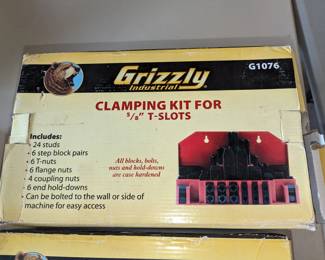 Grizzly
Industrial
G1076
CLAMPING KIT FOR
5/8" T-SLOTS
Includes:
• 24 studs
• 6 step block pairs
• 6 T-nuts
• 6 flange nuts
• 4 coupling nuts
• 6 end hold-downs
• Can be bolted to the wall or side of
machine for easy access
All blocks, bolts,
nuts and hold-downs
are case hardened